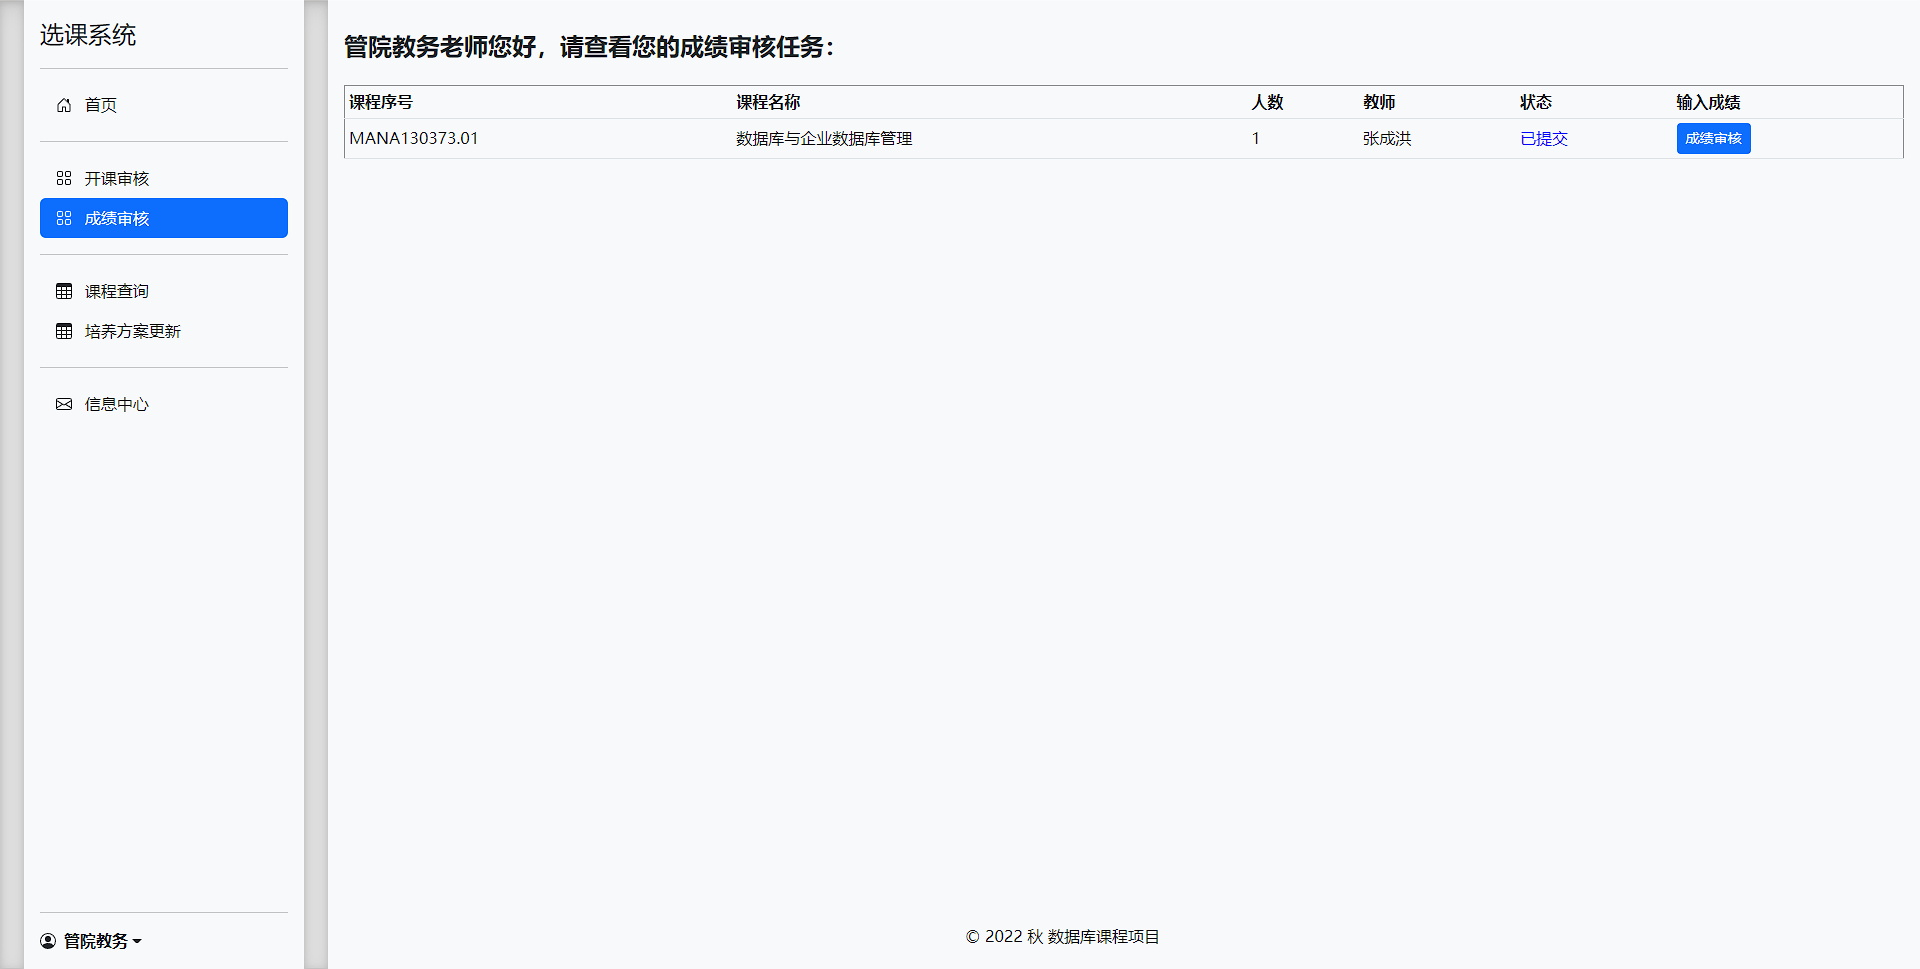 选课系统
首页
开课审核
成绩审核
课程查询
培养方案更新
信息中心
管院教务
管院教务老师您好，请查看您的成绩审核任务：
课程序号 课程名称 人数 教师 状态 输入成绩
MANA130373.01 数据库与企业数据库管理 1 张成洪 已提交 成绩审核
© 2022 秋 数据库课程项目